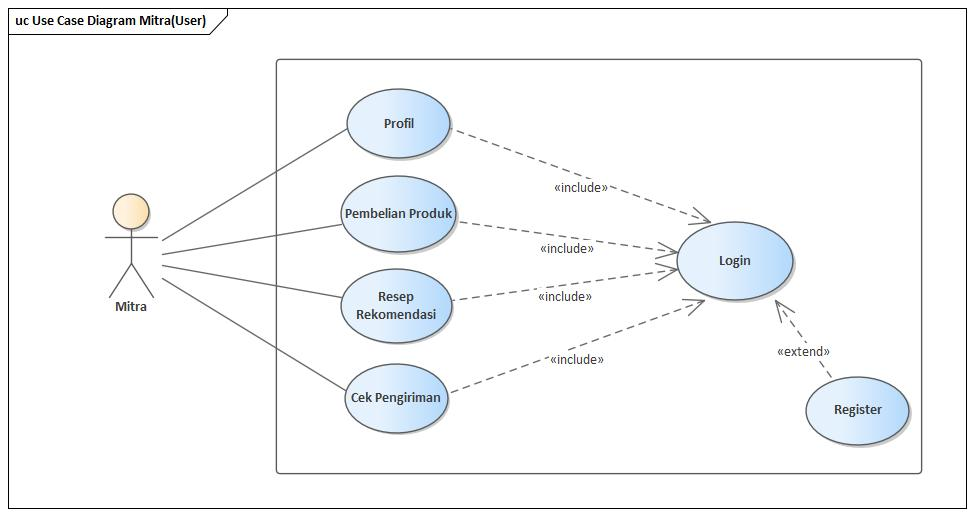 uc Use Case Diagram Mitra(User)
Profil
«include»
Pembelian Produk
«include»
Login
Resep
Rekomendasi
«include»
Mitra
«include»
«extend»
Cek Pengiriman
Register